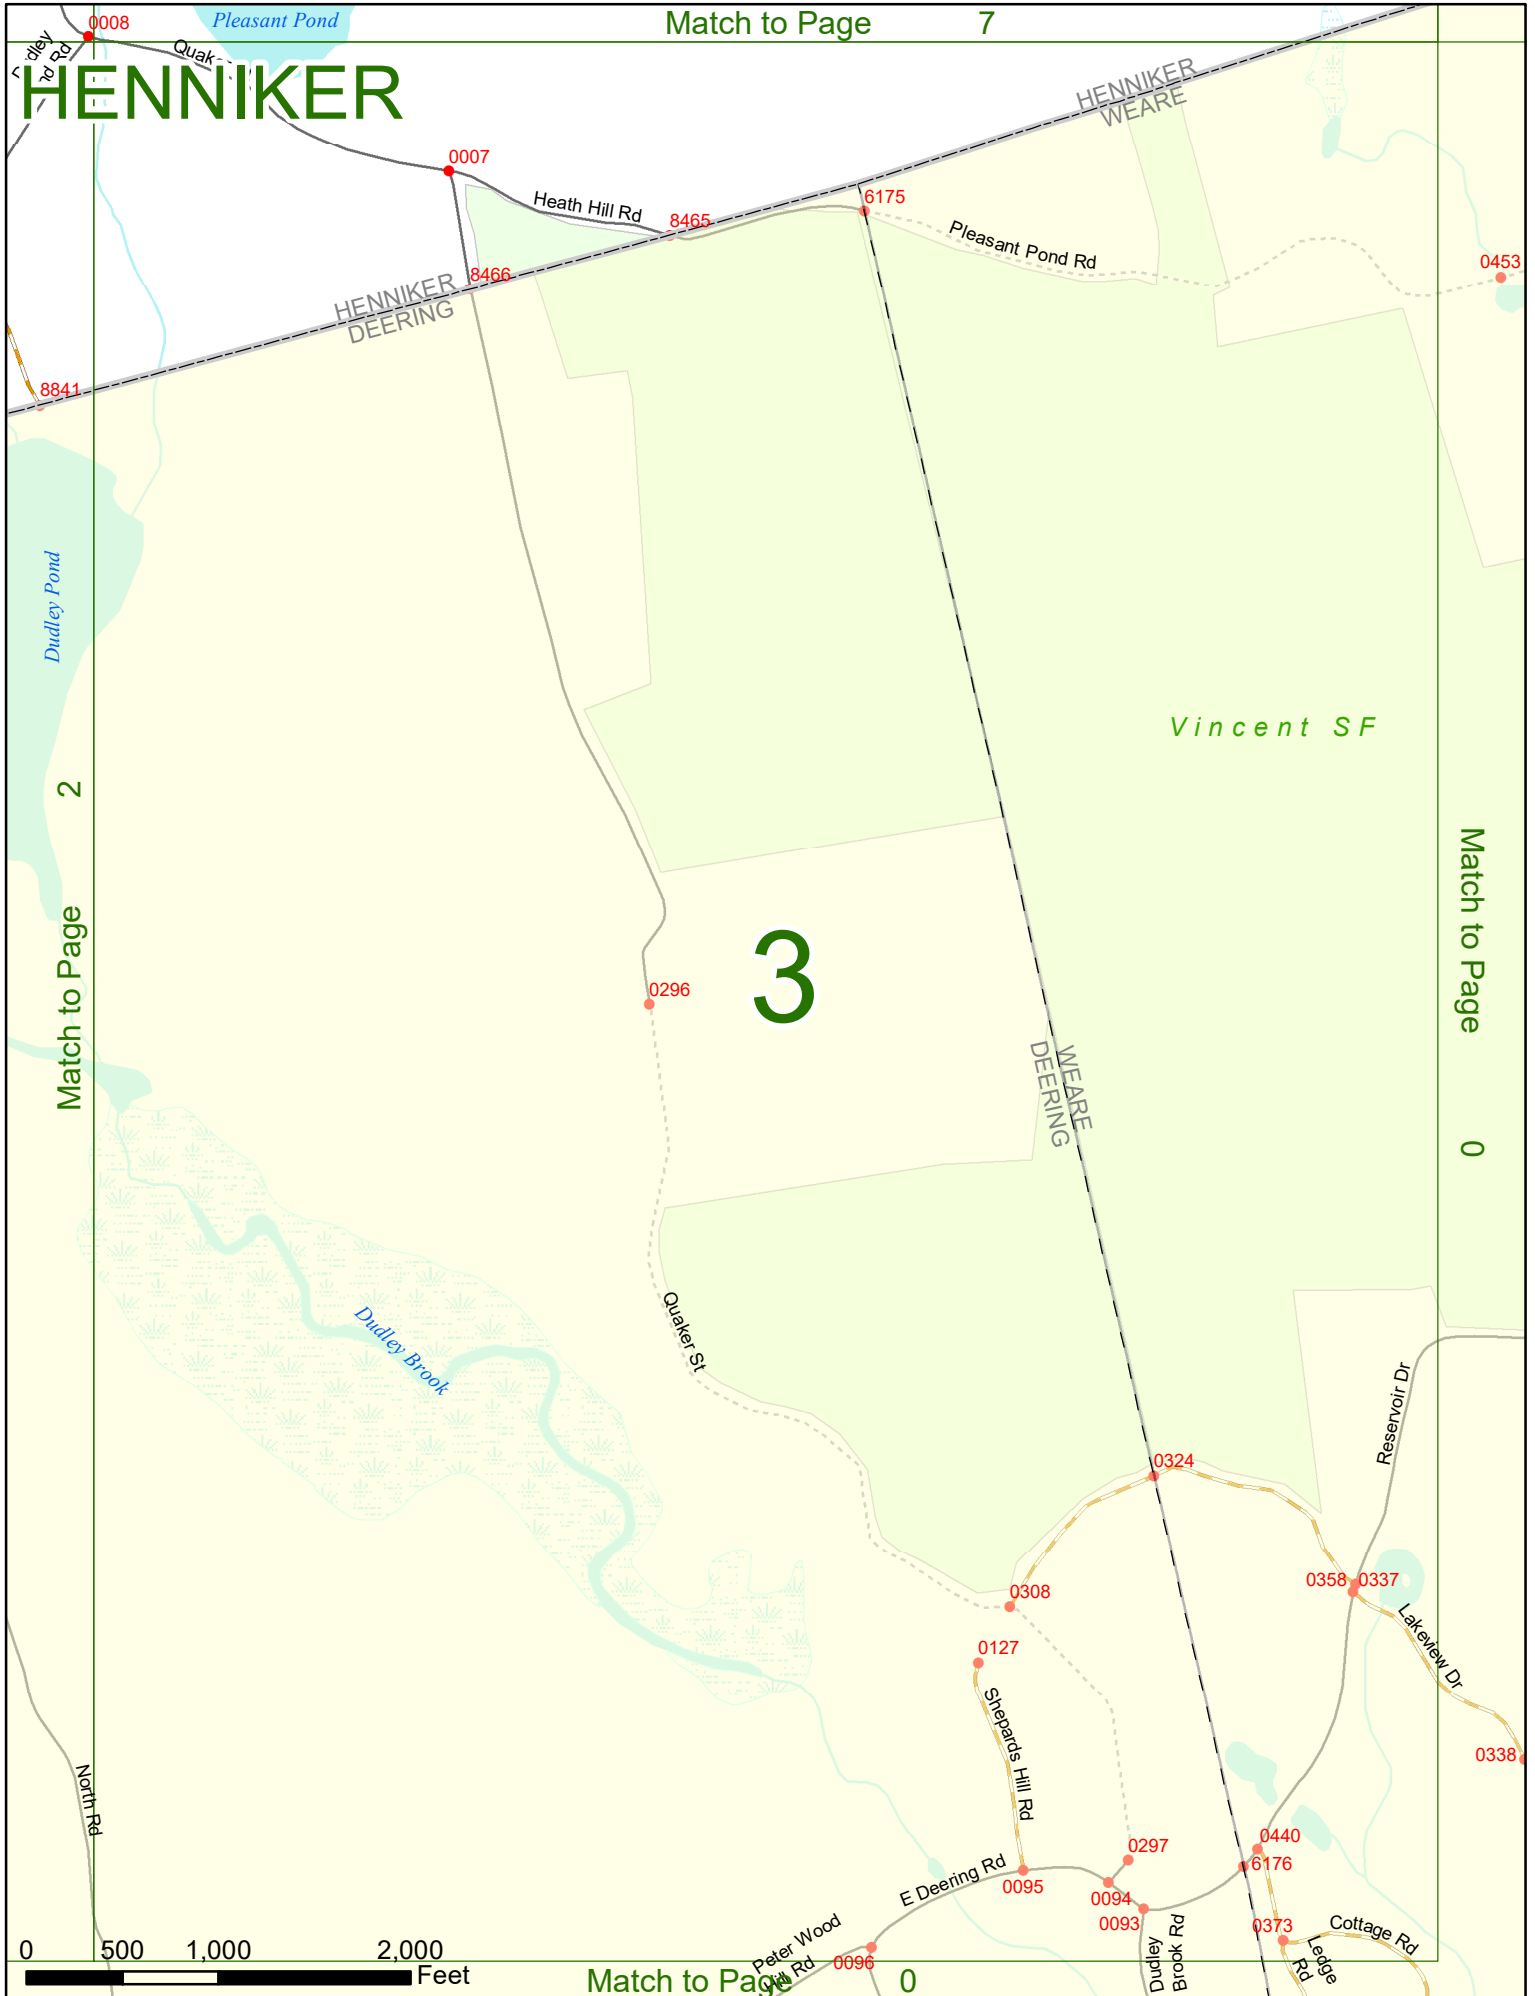 0008
Pleasant Pond
Match to Page 7
Dudley
nd Rd
Quak
HENNIKER
HENNIKER
WEARE
0007
Heath Hill Rd
8465
6175
Pleasant Pond Rd
0453
8466
HENNIKER
DEERING
8841
Dudley Pond
Vincent SF
Match to Page 2
Match to Page 0
3
0296
WEARE
DEERING
Quaker St
Dudley Brook
Reservoir Dr
0324
0308
0358
0337
Lakeview Dr
0127
Shepards Hill Rd
0338
North Rd
0297
0440
6176
E Deering Rd
0095
0094
0093
0373
Cottage Rd
Ledge
Rd
Dudley
Brook Rd
Peter Wood
Hill Rd
0096
0 500 1,000 2,000
Feet
Match to Page 0